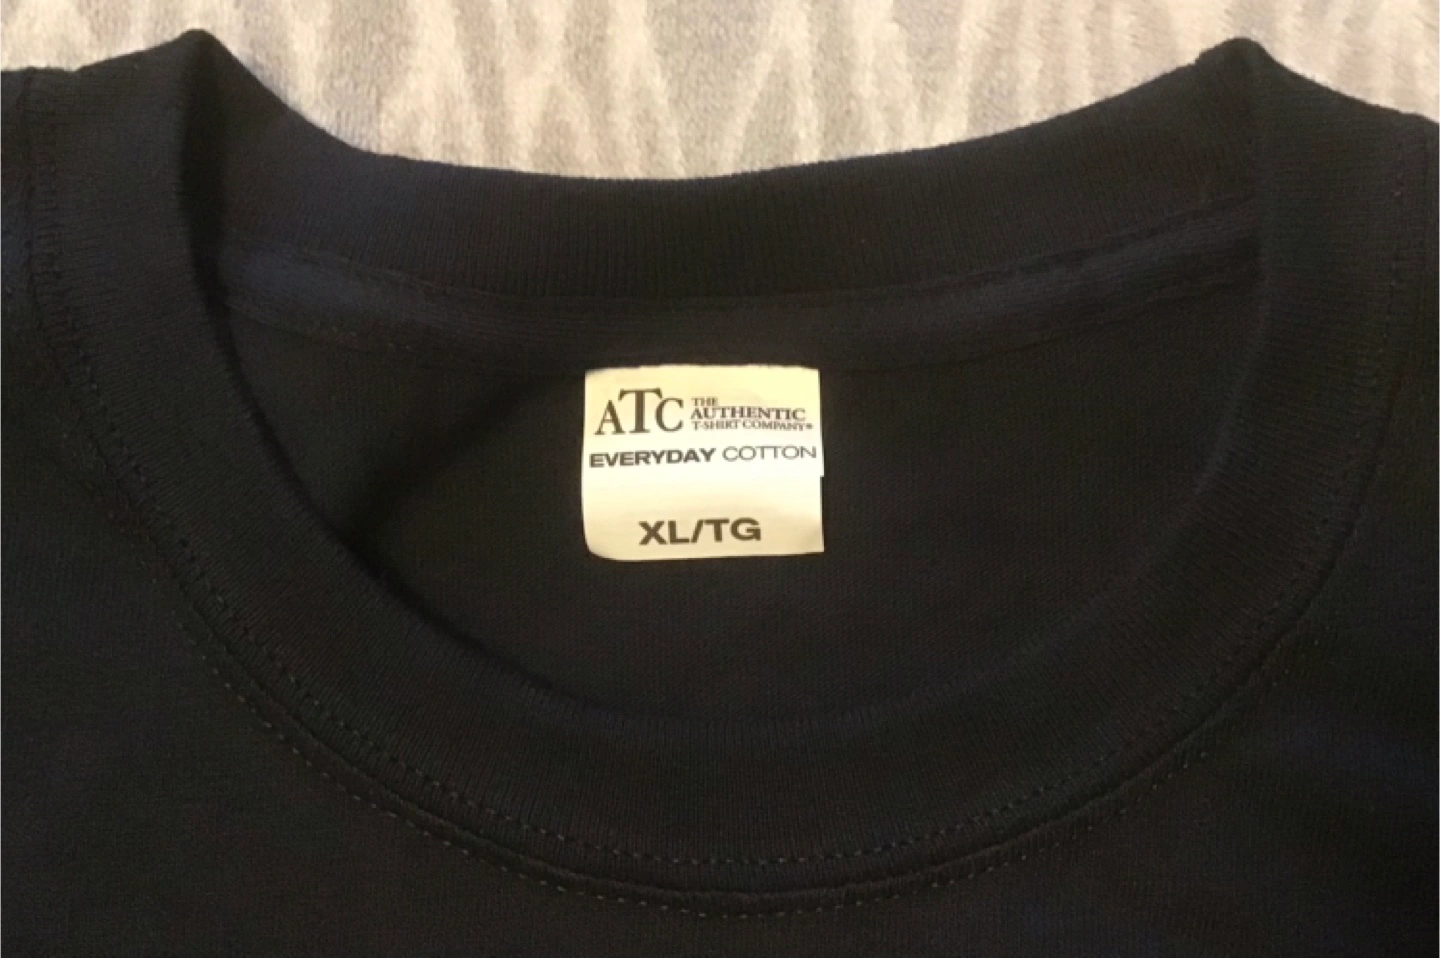 ATC THE
AUTHENTIC
T-SHIRT COMPANY®
EVERYDAY COTTON
XL/TG